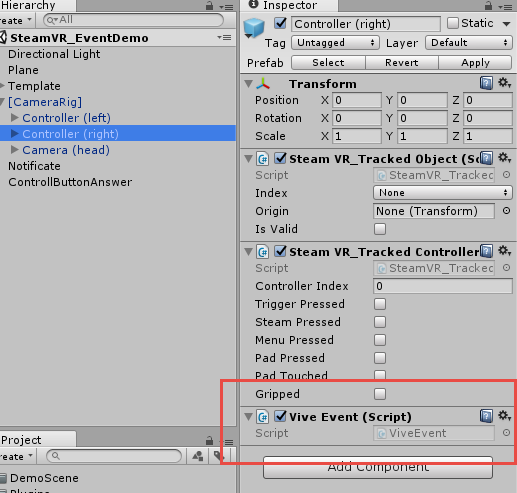 Hierarchy
reate
All
SteamVR_EventDemo
Directional Light
Plane
Template
[CameraRig]
Controller (left)
Controller (right)
Camera (head)
Notificate
ControllButtonAnswer
Project
reate
DemoScene
Plugins
Inspector
Controller (right)
Static
Tag
Untagged
Layer
Default
Prefab
Select
Revert
Apply
Transform
Position X 0 Y 0 Z 0
Rotation X 0 Y 0 Z 0
Scale X 1 Y 1 Z 1
Steam VR_Tracked Object (Sc
Script
SteamVR_Tracked
Index
None
Origin
None (Transform)
Is Valid
Steam VR_Tracked Controller
Script
SteamVR_Tracked
Controller Index
0
Trigger Pressed
Steam Pressed
Menu Pressed
Pad Pressed
Pad Touched
Gripped
Vive Event (Script)
Script
ViveEvent
Add Component